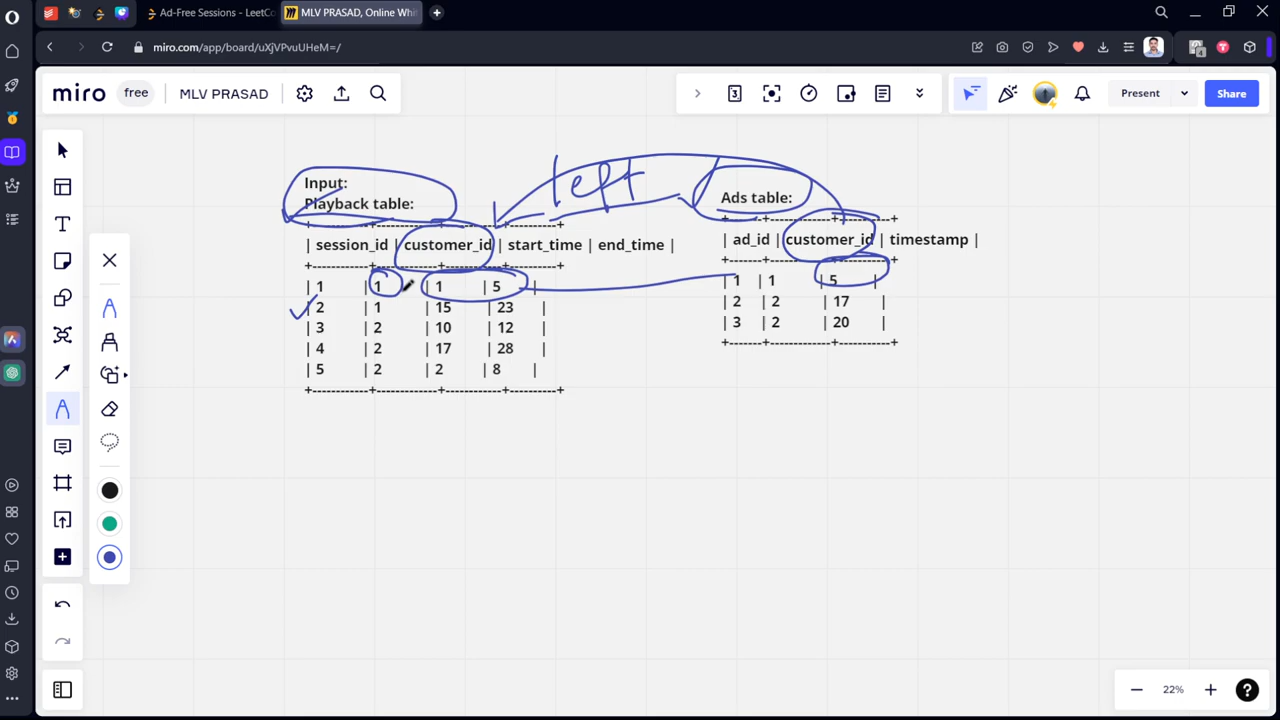 Ad-Free Sessions - LeetCo
MLV PRASAD, Online Whi
miro.com/app/board/uXjVPvuUHeM=/
miro free MLV PRASAD
3
Present
Share
left
Input:
Playback table:
+------------+-------------+------------+----------+
| session_id | customer_id | start_time | end_time |
+------------+-------------+------------+----------+
| 1 | 1 | 1 | 5 |
| 2 | 1 | 15 | 23 |
| 3 | 2 | 10 | 12 |
| 4 | 2 | 17 | 28 |
| 5 | 2 | 2 | 8 |
+------------+-------------+------------+----------+
Ads table:
+-------+-------------+-----------+
| ad_id | customer_id | timestamp |
+-------+-------------+-----------+
| 1 | 1 | 5 |
| 2 | 2 | 17 |
| 3 | 2 | 20 |
+-------+-------------+-----------+
22%